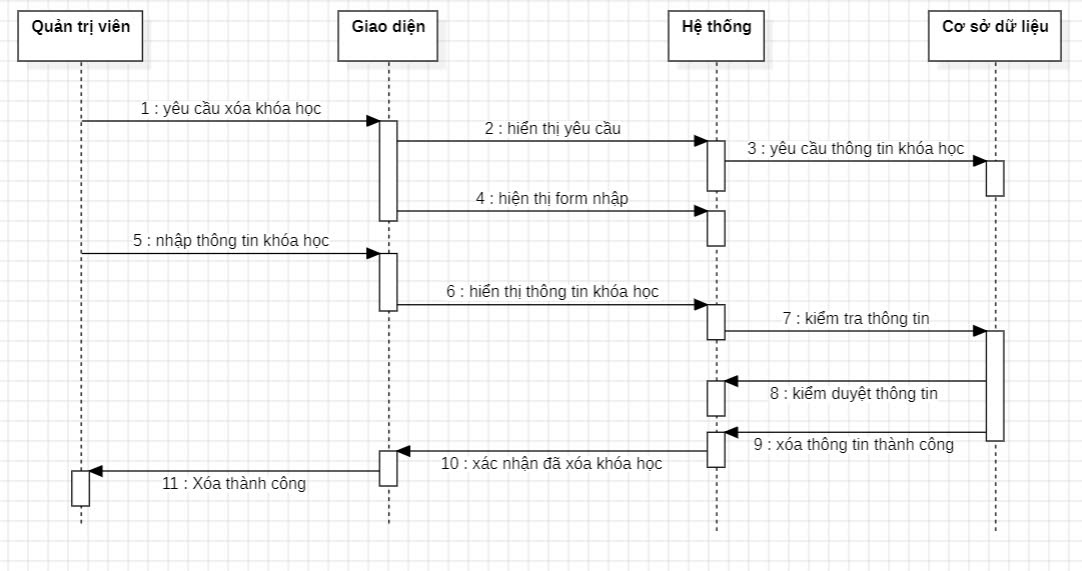 Quản trị viên
Giao diện
Hệ thống
Cơ sở dữ liệu
1 : yêu cầu xóa khóa học
2 : hiển thị yêu cầu
3 : yêu cầu thông tin khóa học
4 : hiện thị form nhập
5 : nhập thông tin khóa học
6 : hiển thị thông tin khóa học
7 : kiểm tra thông tin
8 : kiểm duyệt thông tin
9 : xóa thông tin thành công
10 : xác nhận đã xóa khóa học
11 : Xóa thành công